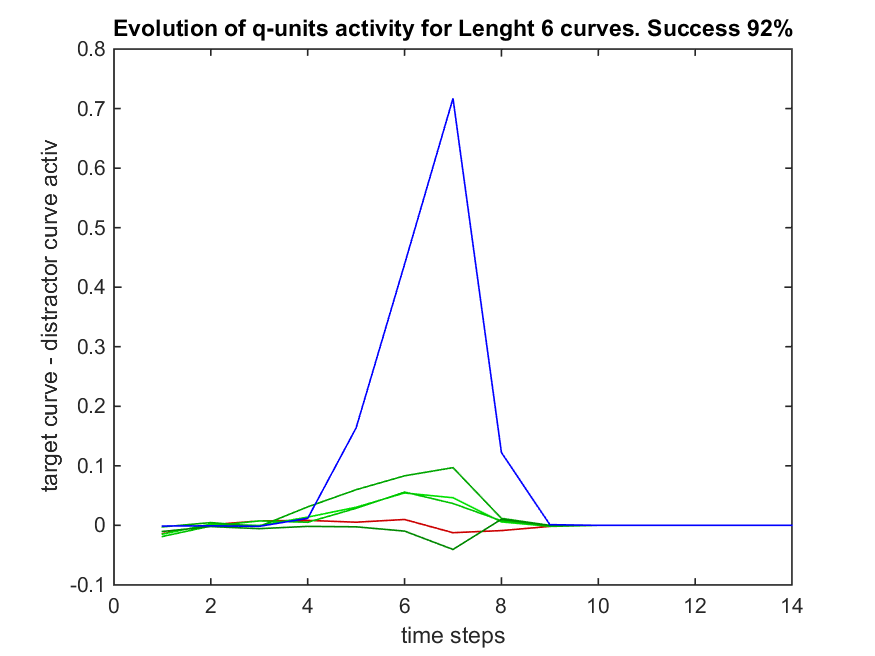 Evolution of q-units activity for Lenght 6 curves. Success 92%
target curve - distractor curve activ
0.8
0.7
0.6
0.5
0.4
0.3
0.2
0.1
0
-0.1
0 2 4 6 8 10 12 14
time steps